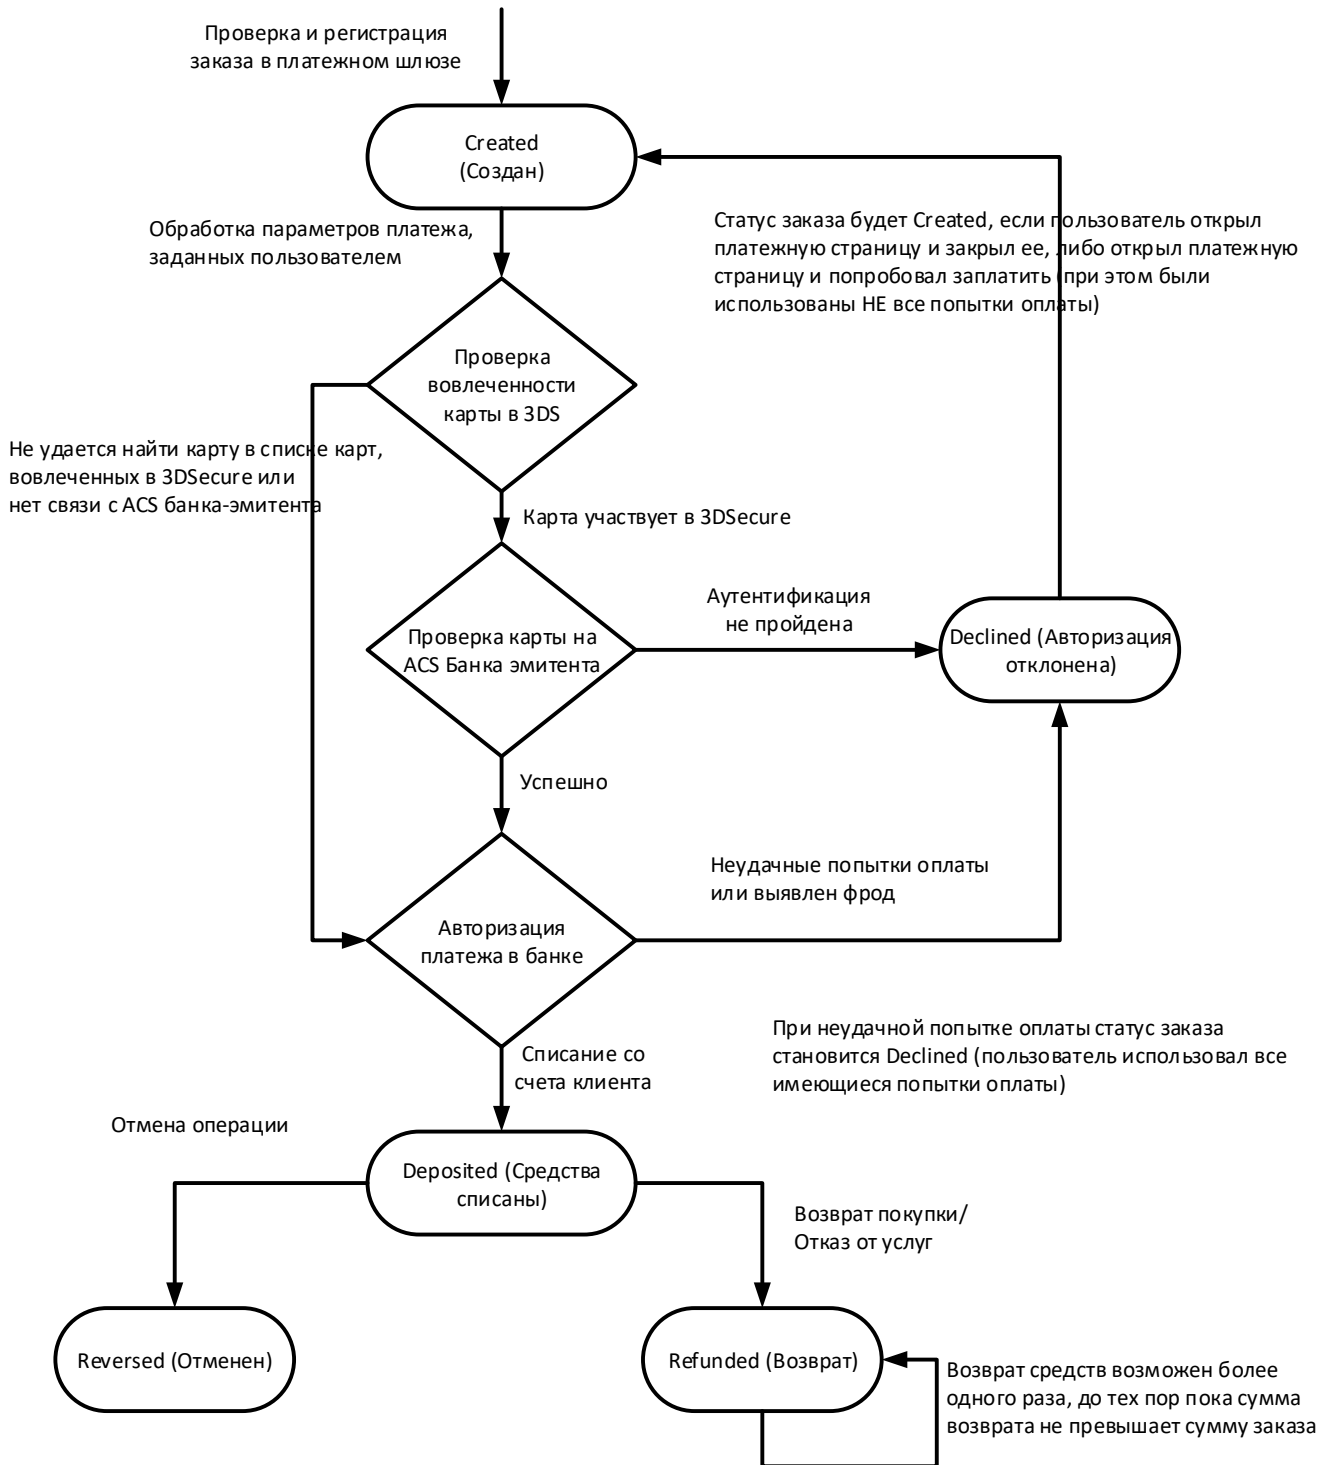 Проверка и регистрация
заказа в платежном шлюзе
Created
(Создан)
Обработка параметров платежа,
заданных пользователем
Статус заказа будет Created, если пользователь открыл
платежную страницу и закрыл ее, либо открыл платежную
страницу и попробовал заплатить (при этом были
использованы НЕ все попытки оплаты)
Проверка
вовлеченности
карты в 3DS
Не удается найти карту в списке карт,
вовлеченных в 3DSecure или
нет связи с ACS банка-эмитента
Карта участвует в 3DSecure
Проверка карты на
ACS Банка эмитента
Аутентификация
не пройдена
Declined (Авторизация
отклонена)
Успешно
Неудачные попытки оплаты
или выявлен фрод
Авторизация
платежа в банке
При неудачной попытке оплаты статус заказа
становится Declined (пользователь использовал все
имеющиеся попытки оплаты)
Списание со
счета клиента
Отмена операции
Deposited (Средства
списаны)
Возврат покупки/
Отказ от услуг
Reversed (Отменен)
Refunded (Возврат)
Возврат средств возможен более
одного раза, до тех пор пока сумма
возврата не превышает сумму заказа